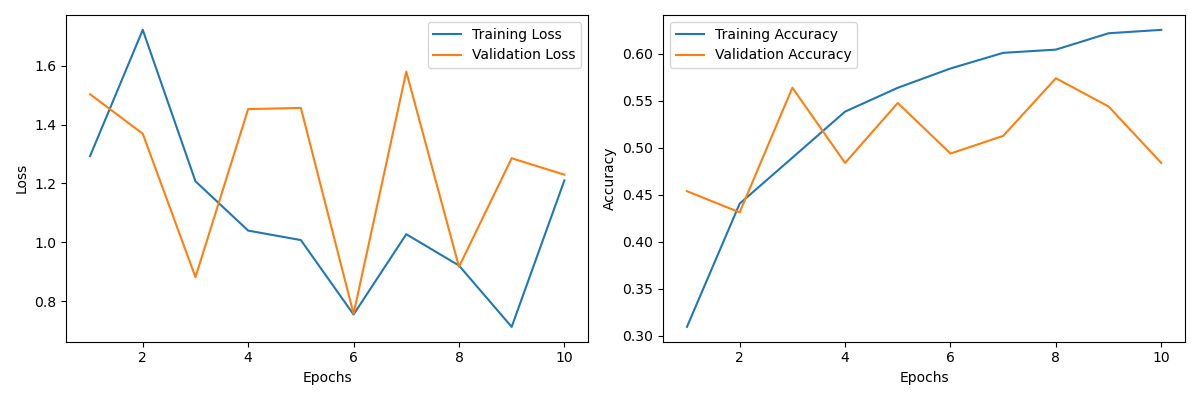 Training Loss
Validation Loss
1.6
1.4
1.2
1.0
0.8
Loss
2
4
6
8
10
Epochs
Training Accuracy
Validation Accuracy
0.60
0.55
0.50
0.45
0.40
0.35
0.30
Accuracy
2
4
6
8
10
Epochs